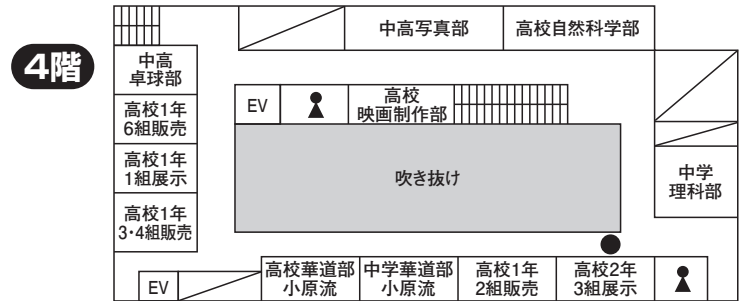 4階
中高写真部
高校自然科学部
中高
卓球部
高校1年
6組販売
高校1年
1組展示
高校1年
3・4組販売
EV
高校
映画制作部
吹き抜け
中学
理科部
EV
高校華道部
小原流
中学華道部
小原流
高校1年
2組販売
高校2年
3組展示